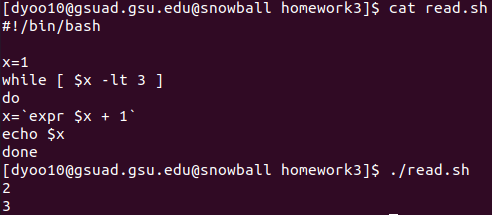 [dyoo10@gsuad.gsu.edu@snowball homework3]$ cat read.sh
#!/bin/bash
x=1
while [ $x -lt 3 ]
do
x=`expr $x + 1`
echo $x
done
[dyoo10@gsuad.gsu.edu@snowball homework3]$ ./read.sh
2
3